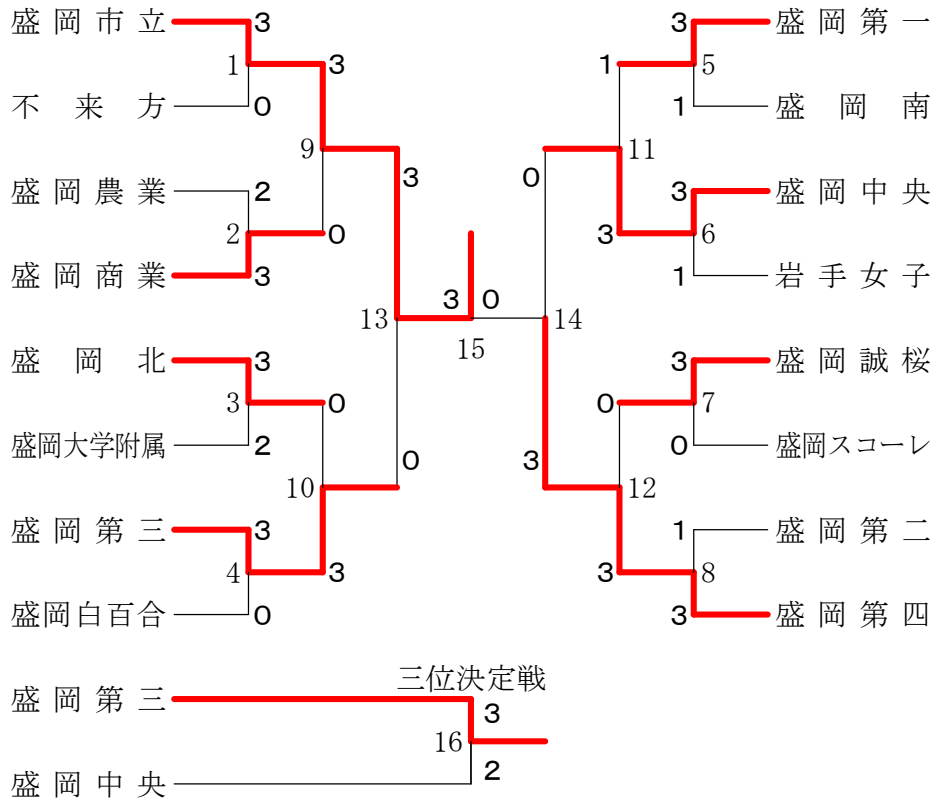 盛岡市立 3 3 盛岡第一
1 3 1 5
不来方 0 1 盛岡南
9 11
盛岡農業 2 3 0 3 盛岡中央
2 0 3 6
盛岡商業 3 1 岩手女子
3 0
13 14
15
盛岡北 3 3 盛岡誠桜
3 0 0 7
盛岡大学附属 2 0 盛岡スコーレ
0 3
10 12
盛岡第三 3 1 盛岡第二
4 3 3 8
盛岡白百合 0 3 盛岡第四
三位決定戦
盛岡第三 3
16
盛岡中央 2